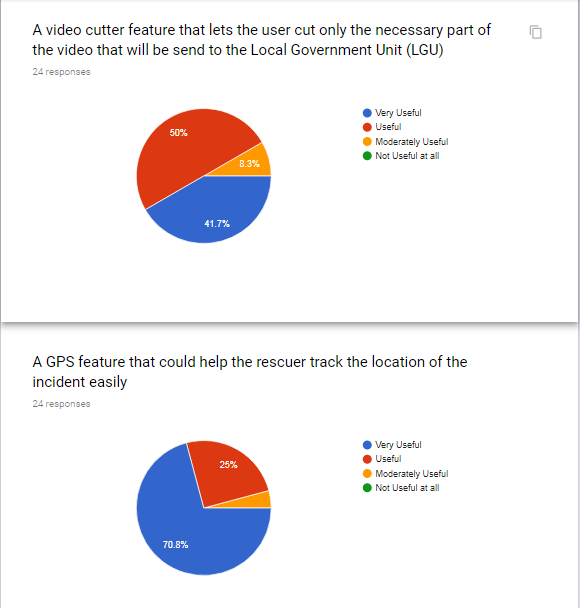 A video cutter feature that lets the user cut only the necessary part of
the video that will be send to the Local Government Unit (LGU)
24 responses
50%
8.3%
41.7%
Very Useful
Useful
Moderately Useful
Not Useful at all
A GPS feature that could help the rescuer track the location of the
incident easily
24 responses
25%
70.8%
Very Useful
Useful
Moderately Useful
Not Useful at all